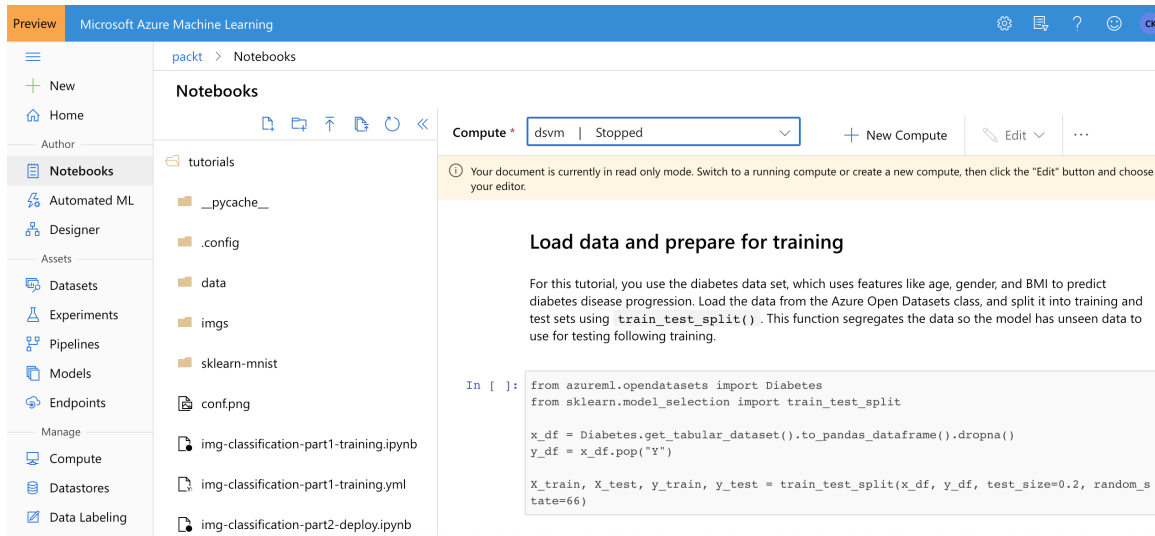 Preview
Microsoft Azure Machine Learning
CK
packt > Notebooks
New
Home
Author
Notebooks
Automated ML
Designer
Assets
Datasets
Experiments
Pipelines
Models
Endpoints
Manage
Compute
Datastores
Data Labeling
Notebooks
tutorials
__pycache__
.config
data
imgs
sklearn-mnist
conf.png
img-classification-part1-training.ipynb
img-classification-part1-training.yml
img-classification-part2-deploy.ipynb
Compute * dsvm | Stopped
New Compute
Edit
...
Your document is currently in read only mode. Switch to a running compute or create a new compute, then click the "Edit" button and choose
your editor.
Load data and prepare for training
For this tutorial, you use the diabetes data set, which uses features like age, gender, and BMI to predict
diabetes disease progression. Load the data from the Azure Open Datasets class, and split it into training and
test sets using train_test_split(). This function segregates the data so the model has unseen data to
use for testing following training.
In [ ]:
from azureml.opendatasets import Diabetes
from sklearn.model_selection import train_test_split
x_df = Diabetes.get_tabular_dataset().to_pandas_dataframe().dropna()
y_df = x_df.pop("Y")
X_train, X_test, y_train, y_test = train_test_split(x_df, y_df, test_size=0.2, random_s
tate=66)